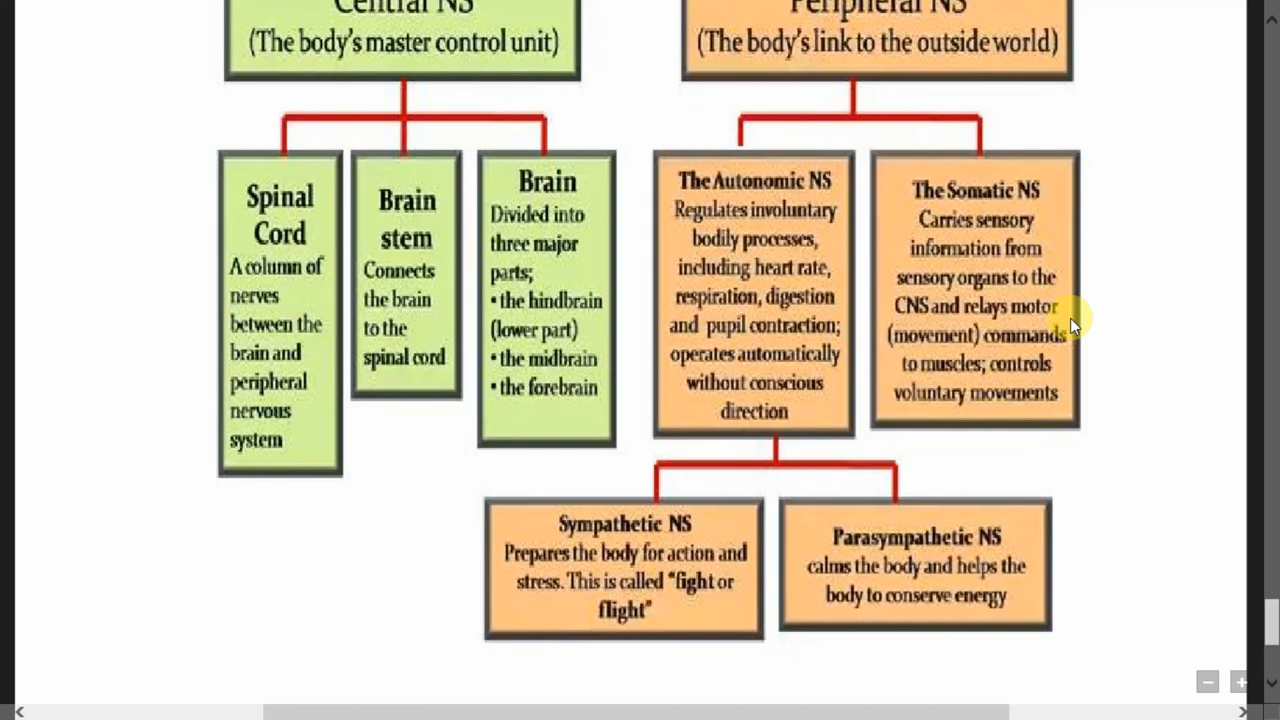 Central NS
(The body's master control unit)
Peripheral NS
(The body's link to the outside world)
Spinal
Cord
A column of
nerves
between the
brain and
peripheral
nervous
system
Brain
stem
Connects
the brain
to the
spinal cord
Brain
Divided into
three major
parts;
• the hindbrain
(lower part)
• the midbrain
• the forebrain
The Autonomic NS
Regulates involuntary
bodily processes,
including heart rate,
respiration, digestion
and pupil contraction;
operates automatically
without conscious
direction
The Somatic NS
Carries sensory
information from
sensory organs to the
CNS and relays motor
(movement) commands
to muscles; controls
voluntary movements
Sympathetic NS
Prepares the body for action and
stress. This is called "fight or
flight"
Parasympathetic NS
calms the body and helps the
body to conserve energy